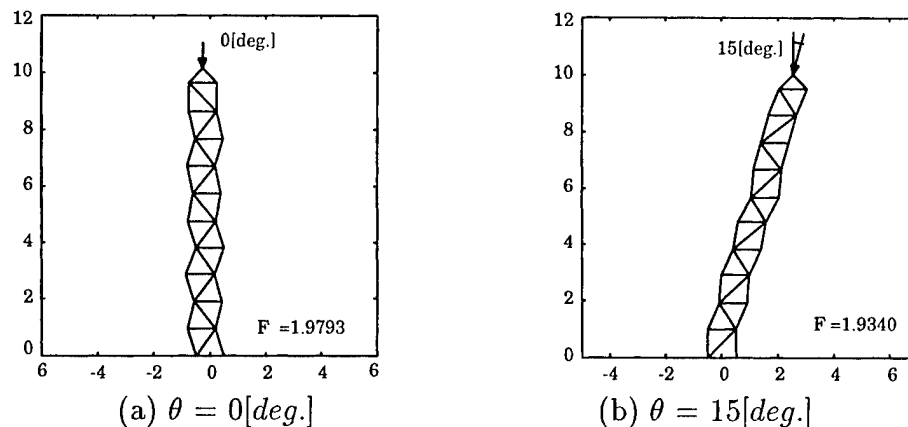 12
10
8
6
4
2
0
0[deg.]
F =1.9793
6 -4 -2 0 2 4 6
(a) θ = 0[deg.]
12
10
8
6
4
2
0
15[deg.]
F=1.9340
6 -4 -2 0 2 4 6
(b) θ = 15[deg.]